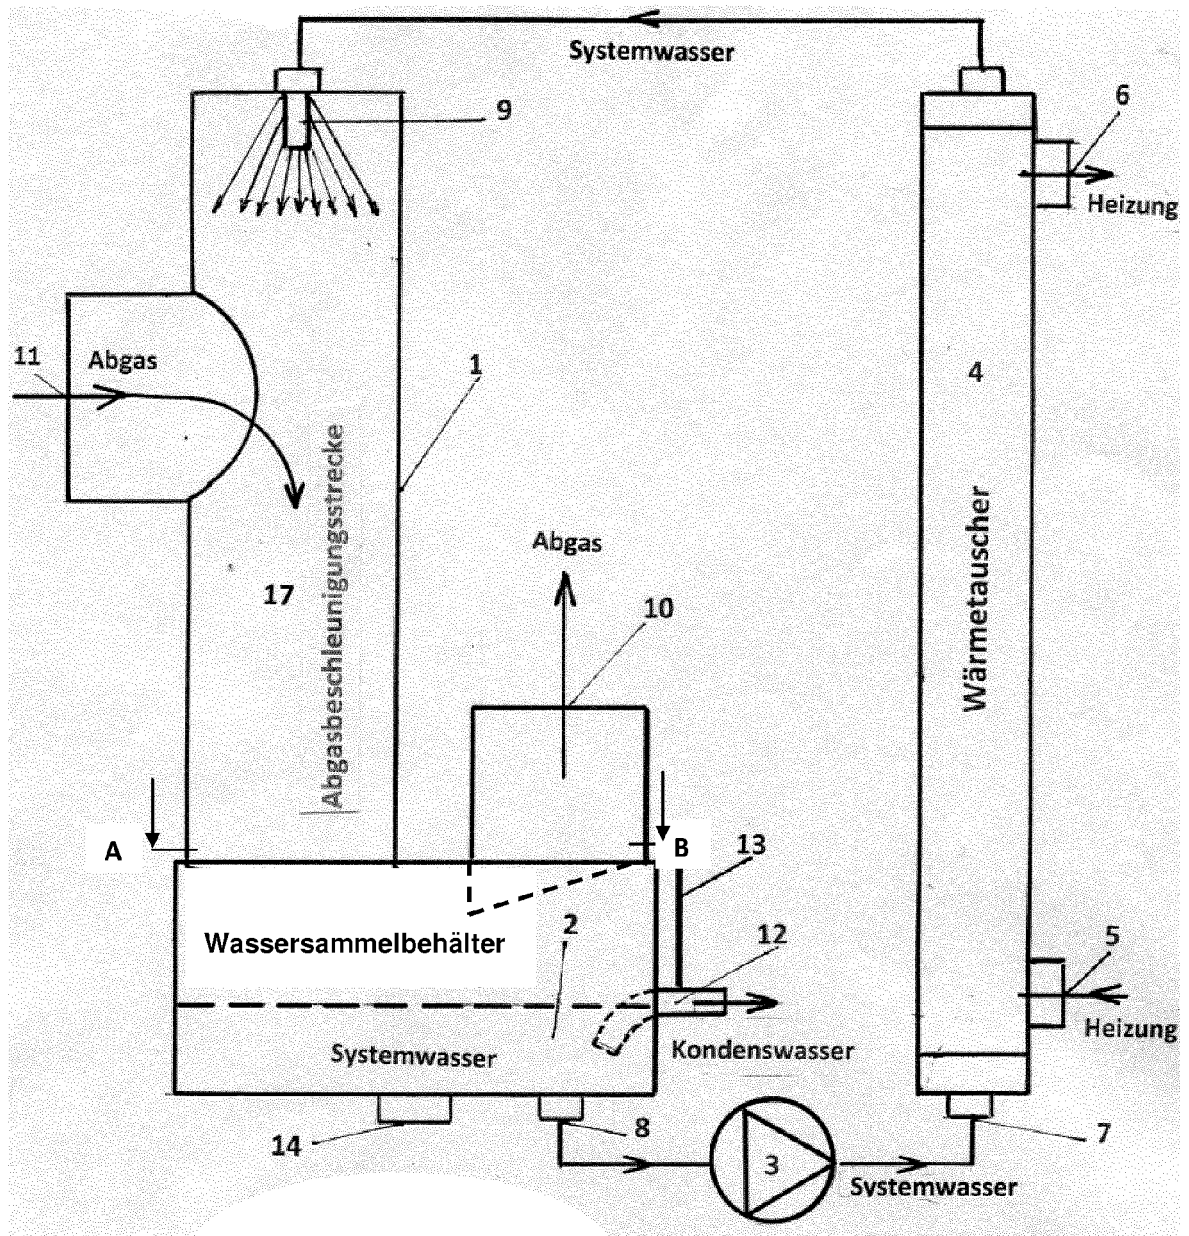 Systemwasser
9
6
Heizung
11
Abgas
1
4
Abgasbeschleunigungsstrecke
Wärmetauscher
Abgas
17
10
A
B
13
Wassersammelbehälter
2
12
5
Systemwasser
Kondenswasser
Heizung
14
8
3
7
Systemwasser